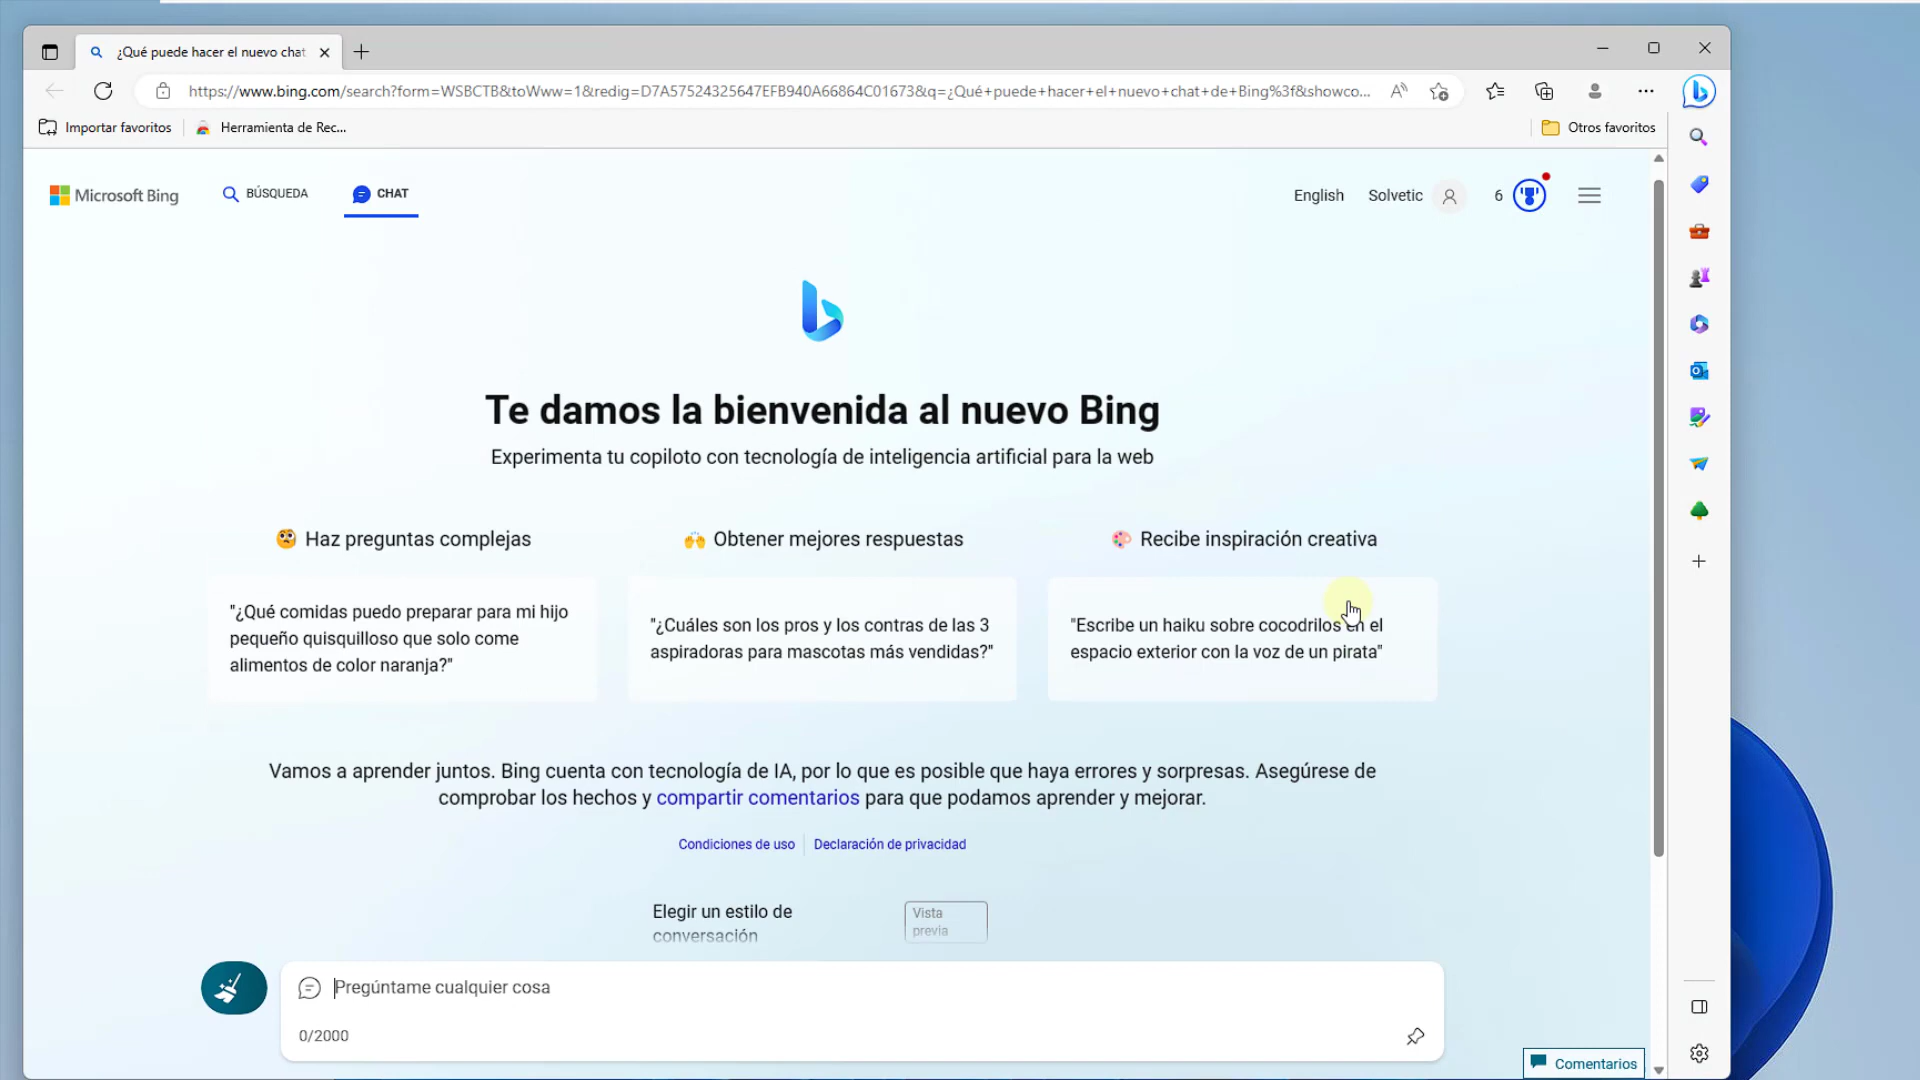 ¿Qué puede hacer el nuevo chat
https://www.bing.com/search?form=WSBCTB&toWww=1&redig=D7A57524325647EFB940A66864C01673&q=¿Qué+puede+hacer+el+nuevo+chat+de+Bing%3f&showco...
Importar favoritos
Herramienta de Rec...
Otros favoritos
Microsoft Bing
BÚSQUEDA
CHAT
English
Solvetic
6
Te damos la bienvenida al nuevo Bing
Experimenta tu copiloto con tecnología de inteligencia artificial para la web
Haz preguntas complejas
"¿Qué comidas puedo preparar para mi hijo
pequeño quisquilloso que solo come
alimentos de color naranja?"
Obtener mejores respuestas
"¿Cuáles son los pros y los contras de las 3
aspiradoras para mascotas más vendidas?"
Recibe inspiración creativa
"Escribe un haiku sobre cocodrilos en el
espacio exterior con la voz de un pirata"
Vamos a aprender juntos. Bing cuenta con tecnología de IA, por lo que es posible que haya errores y sorpresas. Asegúrese de
comprobar los hechos y compartir comentarios para que podamos aprender y mejorar.
Condiciones de uso
Declaración de privacidad
Elegir un estilo de
conversación
Vista
previa
Pregúntame cualquier cosa
0/2000
Comentarios